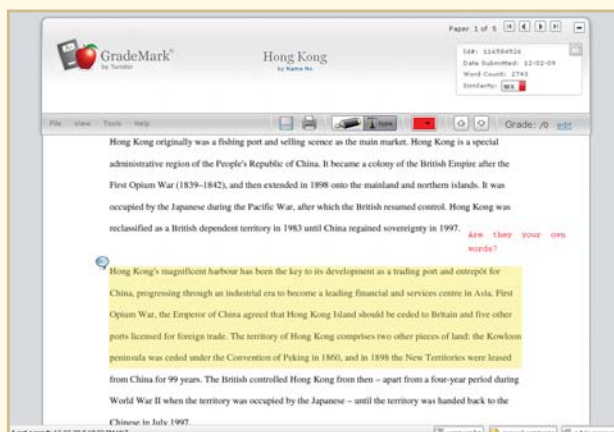 Paper 1 of 5
GradeMark®
by Turnitin
Hong Kong
by Name No
Id#: 116584526
Date Submitted: 12-02-09
Word Count: 2743
Similarity:
File View Tools Help
Grade: /0 edit
Hong Kong originally was a fishing port and selling scence as the main market. Hong Kong is a special
administrative region of the People's Republic of China. It became a colony of the British Empire after the
First Opium War (1839–1842), and then extended in 1898 onto the mainland and northern islands. It was
occupied by the Japanese during the Pacific War, after which the British resumed control. Hong Kong was
reclassified as a British dependent territory in 1983 until China regained sovereignty in 1997.
Are they your own
words?
Hong Kong's magnificent harbour has been the key to its development as a trading port and entrepôt for
China, progressing through an industrial era to become a leading financial and services centre in Asia. First
Opium War, the Emperor of China agreed that Hong Kong Island should be ceded to Britain and five other
ports licensed for foreign trade. The territory of Hong Kong comprises two other pieces of land: the Kowloon
peninsula was ceded under the Convention of Peking in 1860, and in 1898 the New Territories were leased
from China for 99 years. The British controlled Hong Kong from then – apart from a four-year period during
World War II when the territory was occupied by the Japanese – until the territory was handed back to the
Chinese in July 1997.